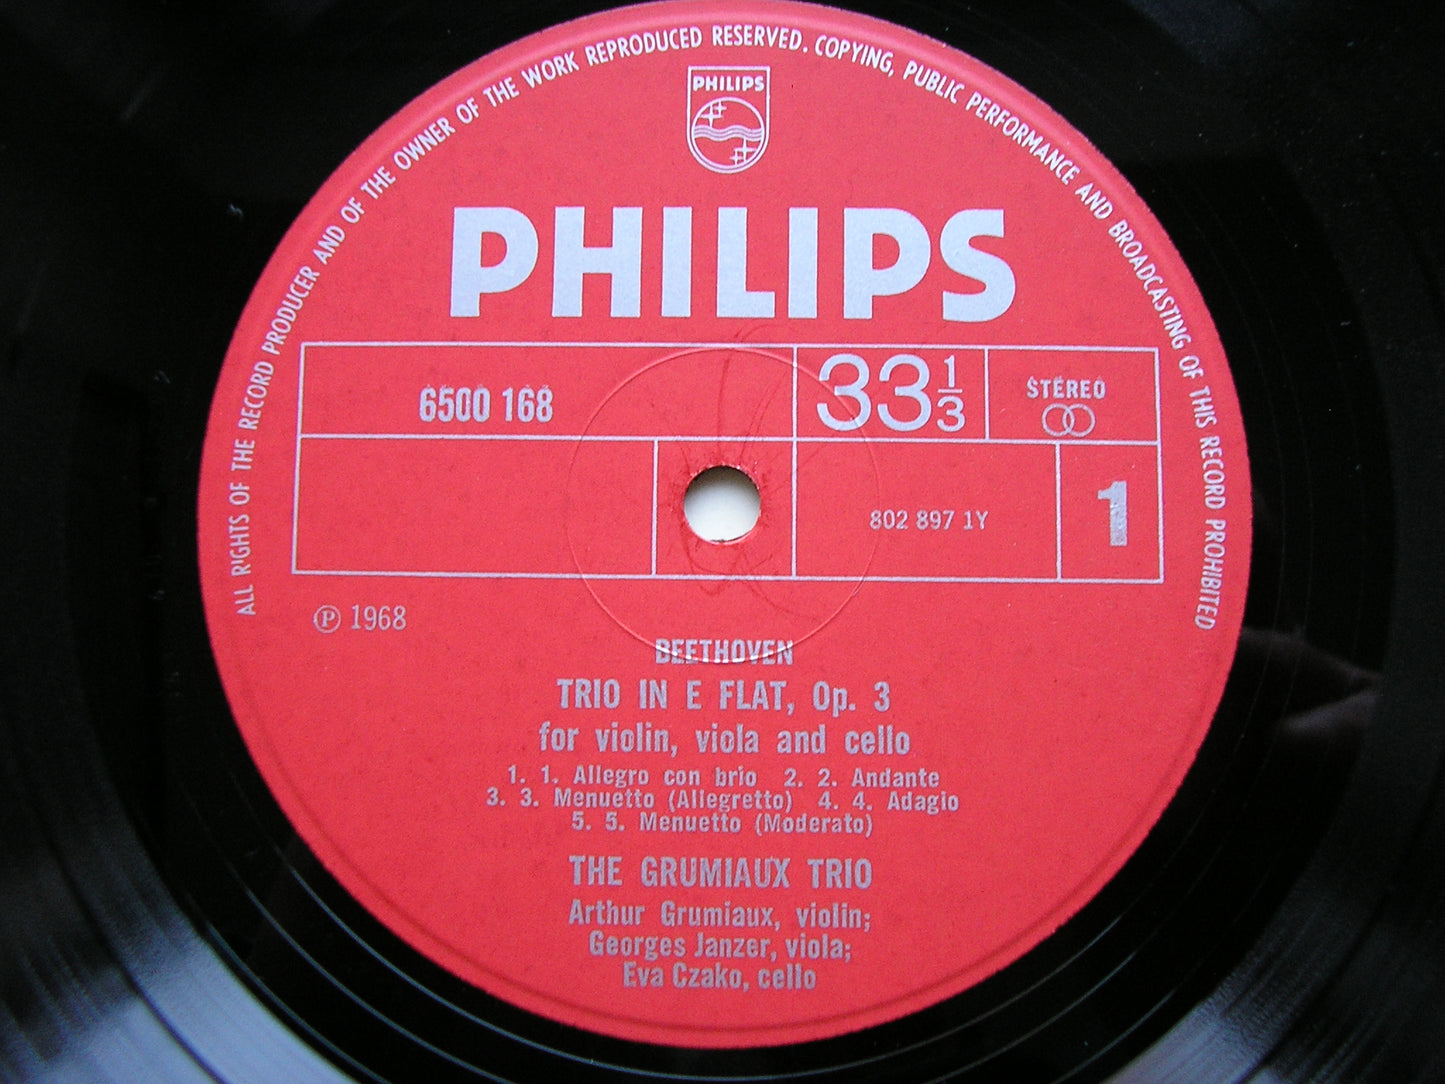 ALL RIGHTS OF THE RECORD PRODUCER AND OF THE OWNER OF THE WORK REPRODUCED RESERVED. COPYING, PUBLIC PERFORMANCE AND BROADCASTING OF THIS RECORD PROHIBITED
PHILIPS
PHILIPS
6500 168
33 1/3
STEREO
802 897 1Y
1
℗ 1968
BEETHOVEN
TRIO IN E FLAT, Op. 3
for violin, viola and cello
1. 1. Allegro con brio 2. 2. Andante
3. 3. Menuetto (Allegretto) 4. 4. Adagio
5. 5. Menuetto (Moderato)
THE GRUMIAUX TRIO
Arthur Grumiaux, violin;
Georges Janzer, viola;
Eva Czako, cello